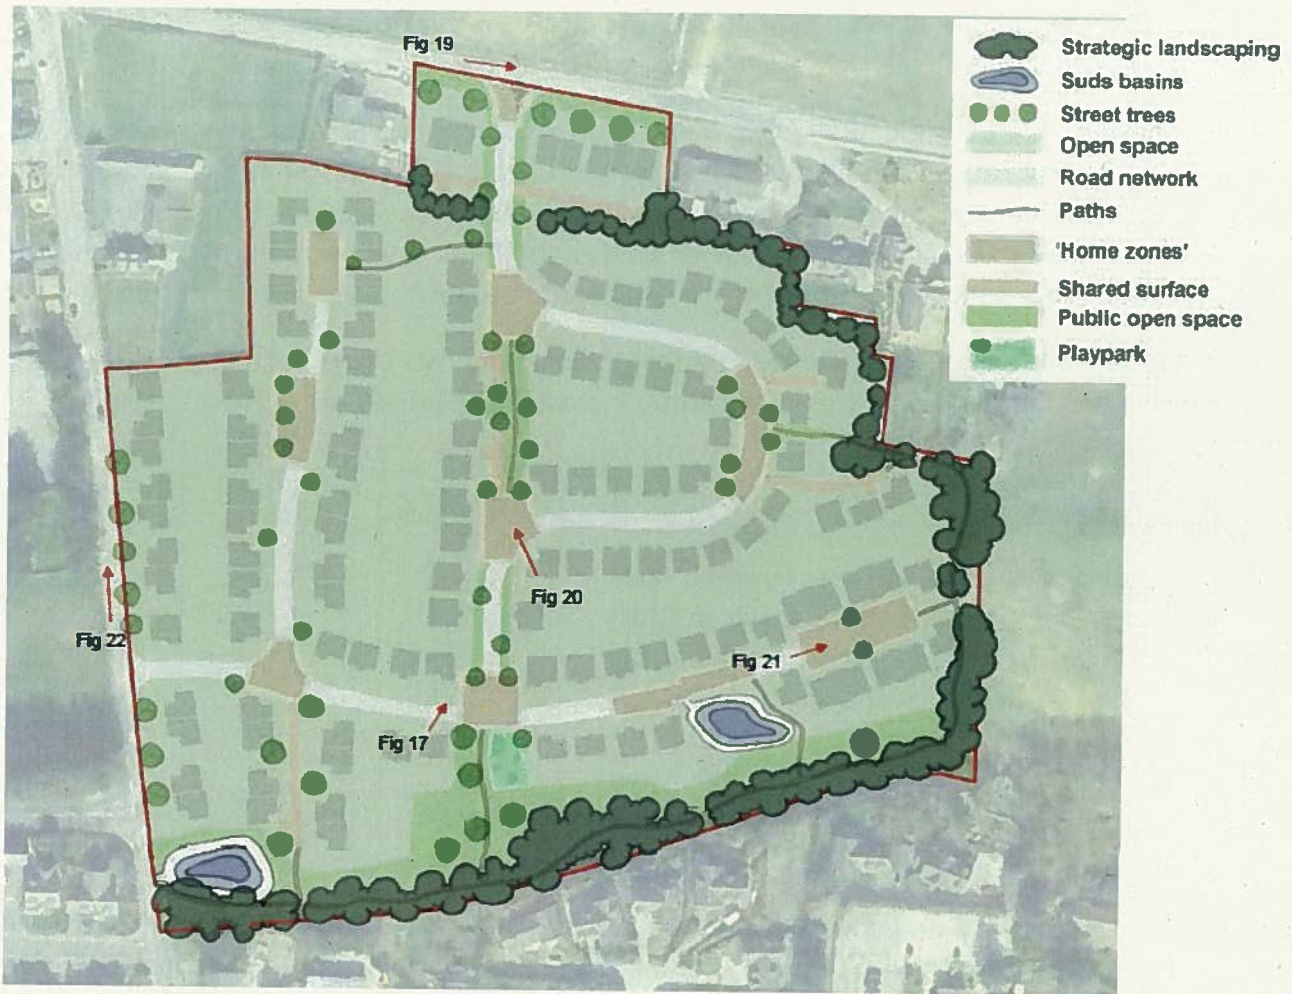 Fig 19
Strategic landscaping
Suds basins
Street trees
Open space
Road network
Paths
'Home zones'
Shared surface
Public open space
Playpark
Fig 20
Fig 22
Fig 21
Fig 17